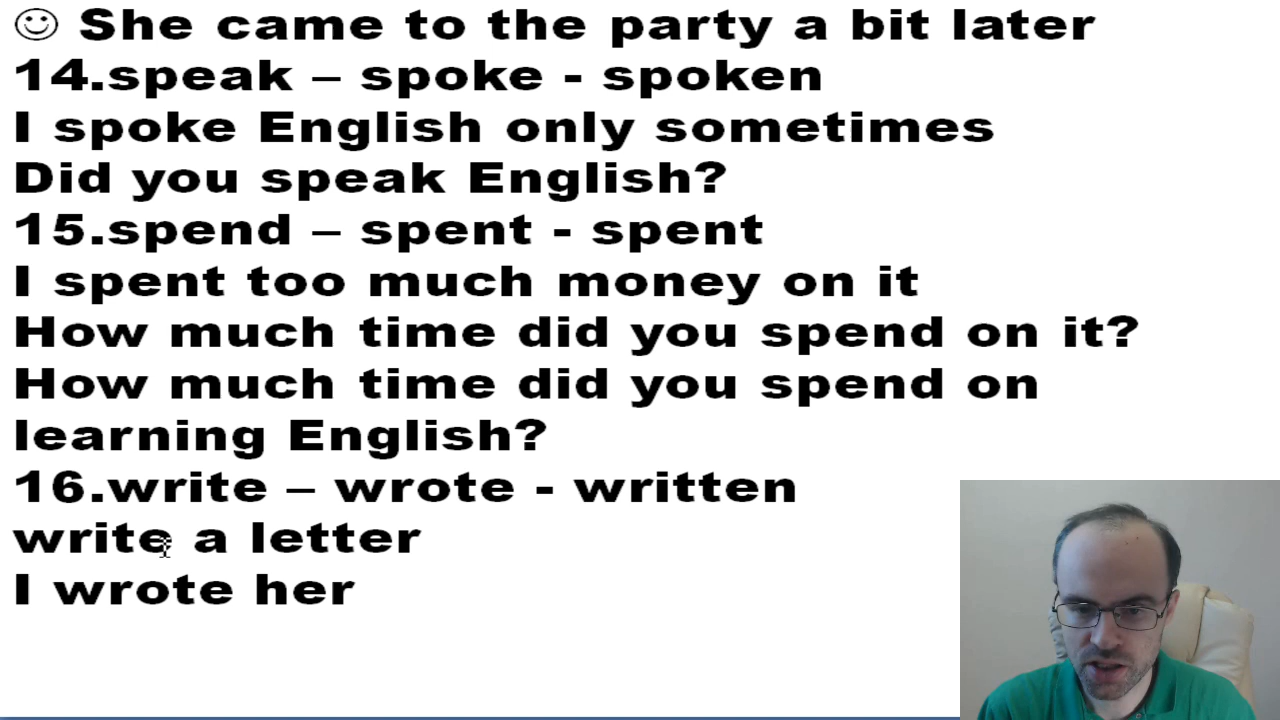 ☺ She came to the party a bit later
14.speak – spoke - spoken
I spoke English only sometimes
Did you speak English?
15.spend – spent - spent
I spent too much money on it
How much time did you spend on it?
How much time did you spend on
learning English?
16.write – wrote - written
write a letter
I wrote her